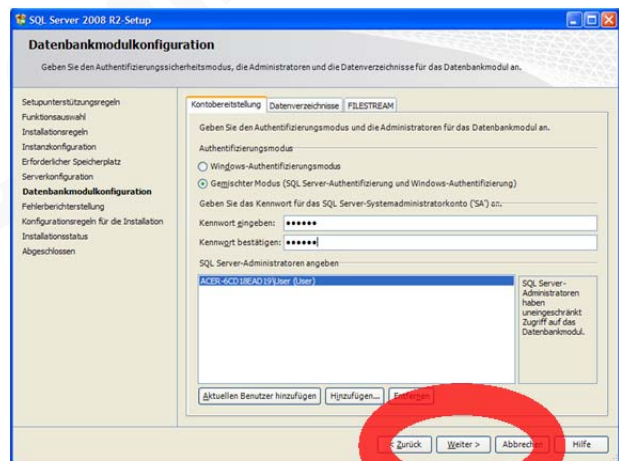 SQL Server 2008 R2-Setup
Datenbankmodulkonfiguration
Geben Sie den Authentifizierungssicherheitsmodus, die Administratoren und die Datenverzeichnisse für das Datenbankmodul an.
Setupunterstützungsregeln
Funktionsauswahl
Installationsregeln
Instanzkonfiguration
Erforderlicher Speicherplatz
Serverkonfiguration
Datenbankmodulkonfiguration
Fehlerberichterstattung
Konfigurationsregeln für die Installation
Installationsstatus
Abgeschlossen
Kontobereitstellung Datenverzeichnisse FILESTREAM
Geben Sie den Authentifizierungsmodus und die Administratoren für das Datenbankmodul an.
Authentifizierungsmodus
Windows-Authentifizierungsmodus
Gemischter Modus (SQL Server-Authentifizierung und Windows-Authentifizierung)
Geben Sie das Kennwort für das SQL Server-Systemadministratorkonto ('SA') an.
Kennwort eingeben: ●●●●●●
Kennwort bestätigen: ●●●●●●
SQL Server-Administratoren angeben
ACER-6CD18EAD19\User (User)
SQL Server-
Administratoren
haben
uneingeschränkt
Zugriff auf das
Datenbankmodul.
Aktuellen Benutzer hinzufügen Hinzufügen... Entfernen
< Zurück Weiter > Abbrechen Hilfe